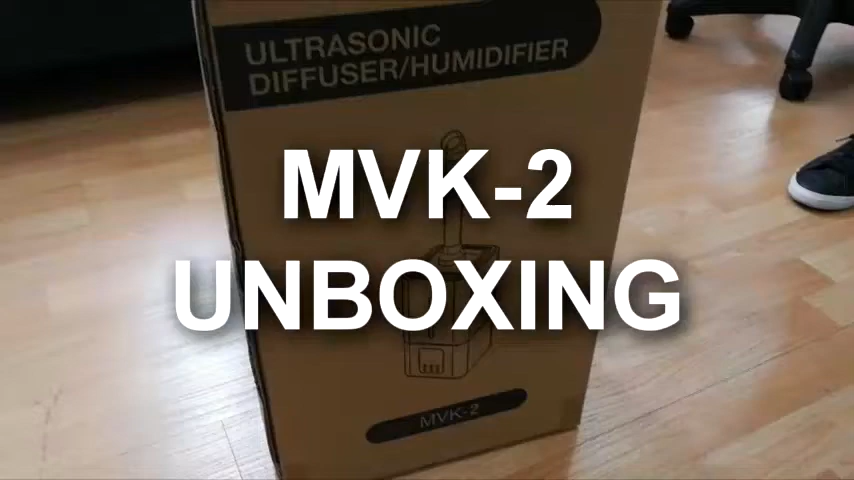 ULTRASONIC
DIFFUSER/HUMIDIFIER
MVK-2
UNBOXING
MVK-2